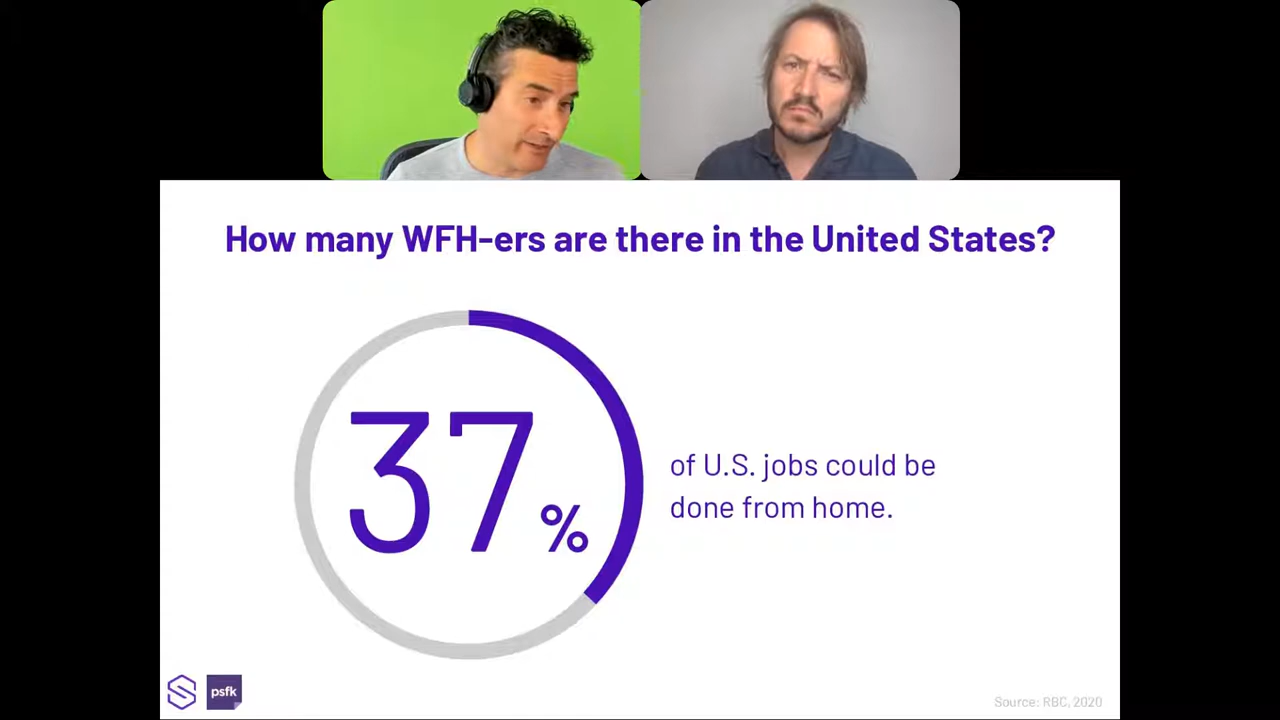 How many WFH-ers are there in the United States?
37%
of U.S. jobs could be
done from home.
psfk
Source: RBC, 2020